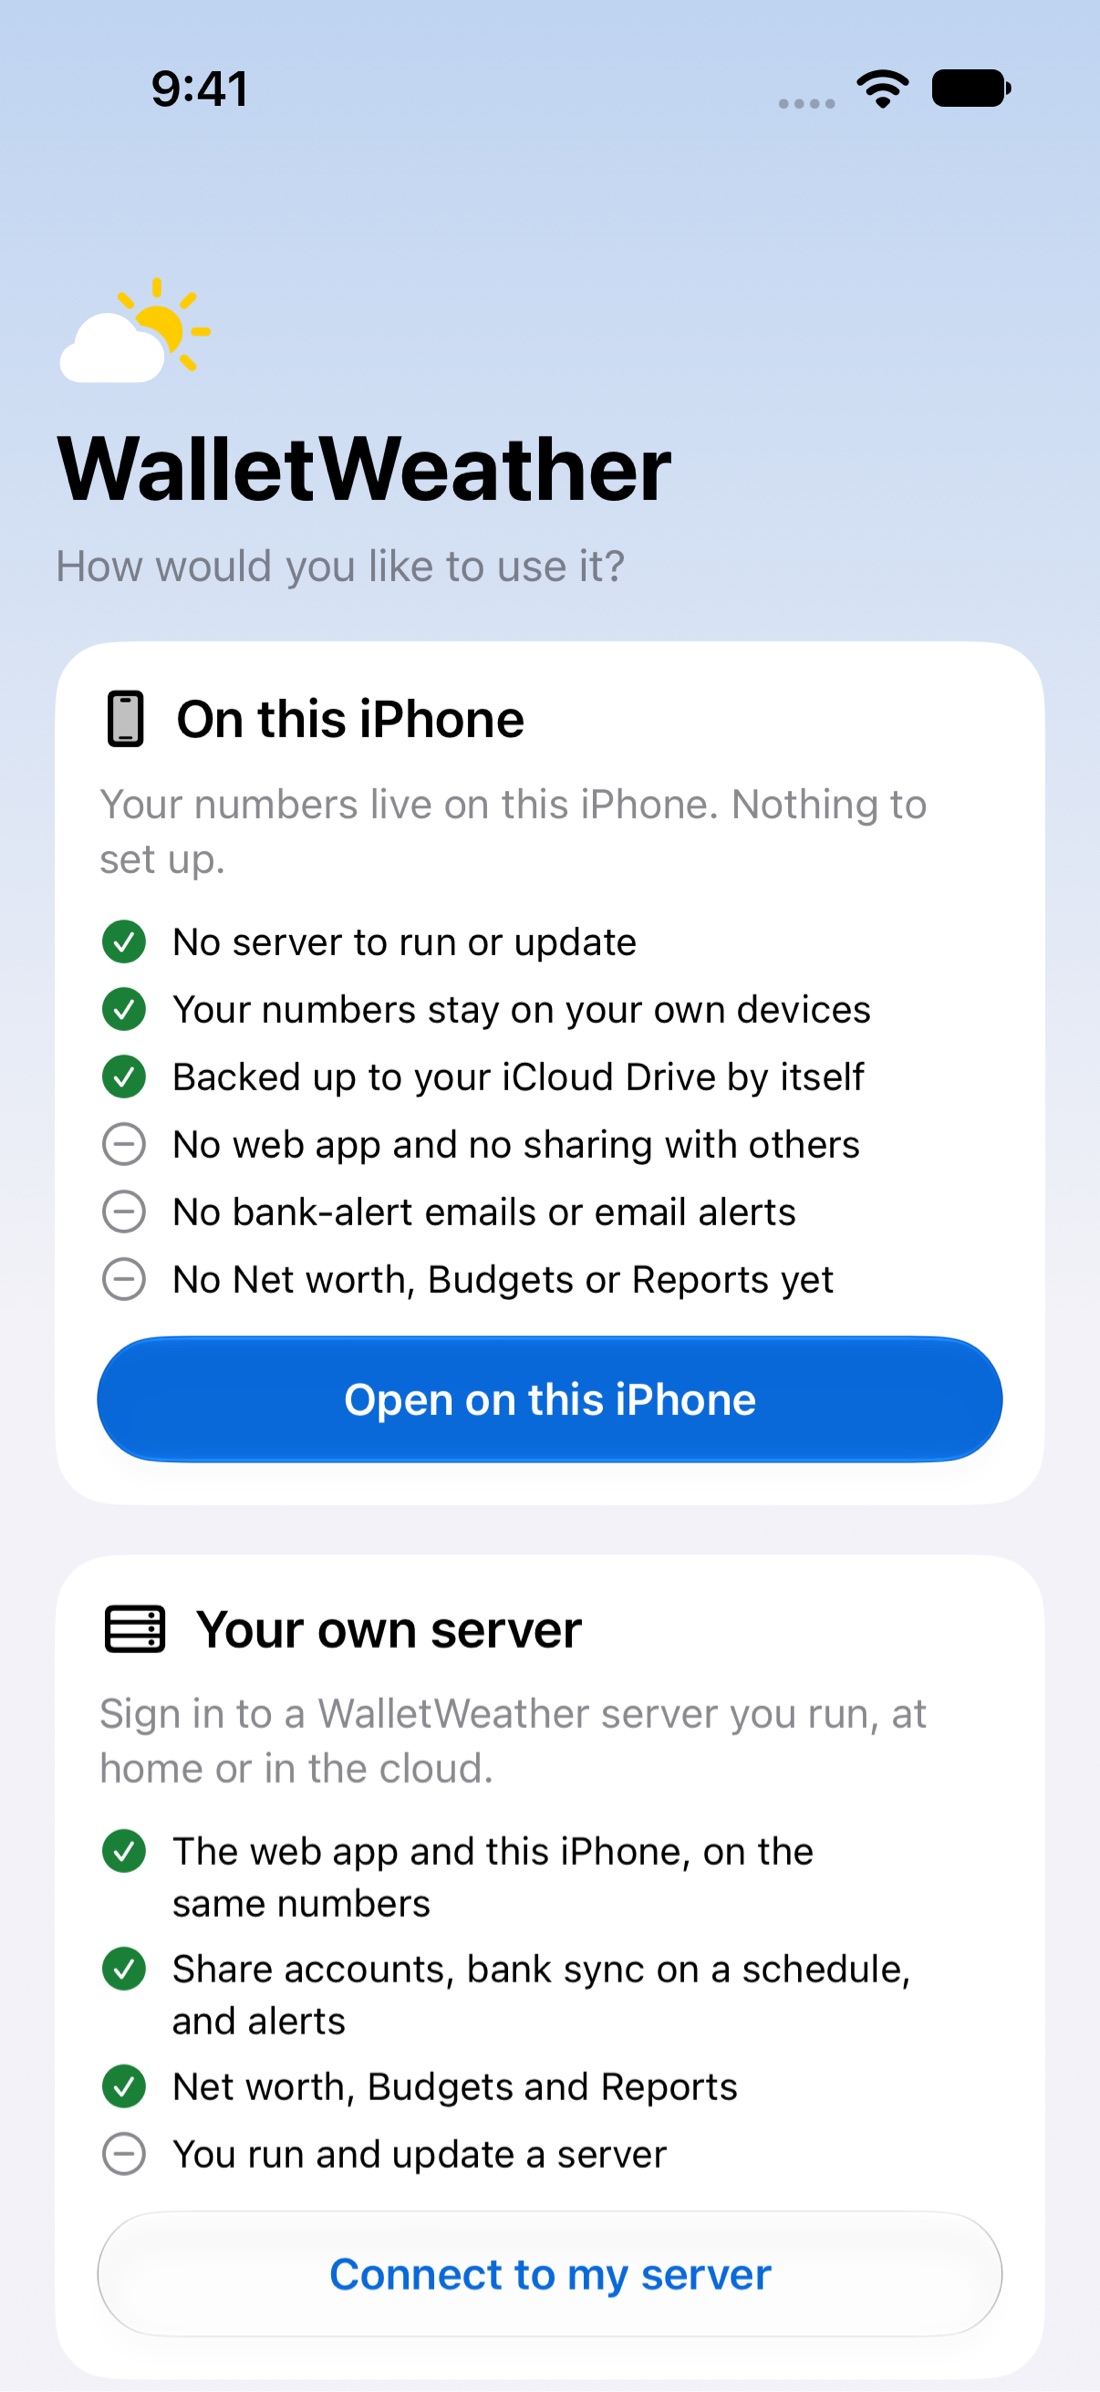 9:41
WalletWeather
How would you like to use it?
On this iPhone
Your numbers live on this iPhone. Nothing to
set up.
No server to run or update
Your numbers stay on your own devices
Backed up to your iCloud Drive by itself
No web app and no sharing with others
No bank-alert emails or email alerts
No Net worth, Budgets or Reports yet
Open on this iPhone
Your own server
Sign in to a WalletWeather server you run, at
home or in the cloud.
The web app and this iPhone, on the
same numbers
Share accounts, bank sync on a schedule,
and alerts
Net worth, Budgets and Reports
You run and update a server
Connect to my server